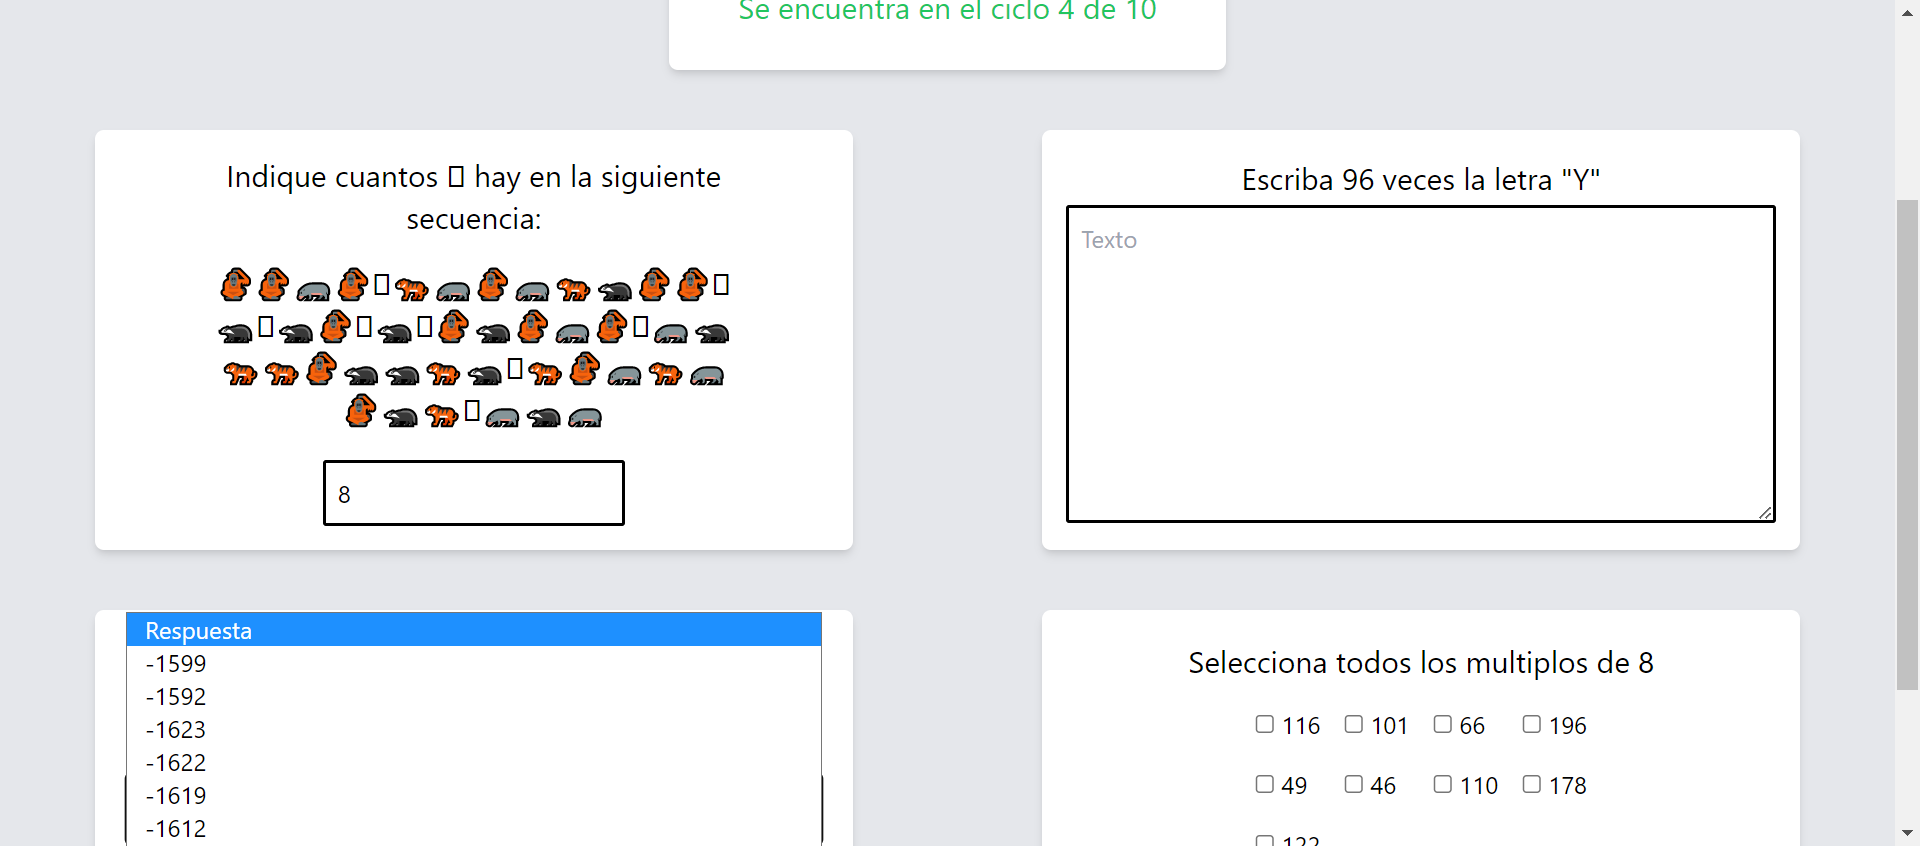 Se encuentra en el ciclo 4 de 10
Indique cuantos ▯ hay en la siguiente
secuencia:
8
Escriba 96 veces la letra "Y"
Texto
Respuesta
-1599
-1592
-1623
-1622
-1619
-1612
Selecciona todos los multiplos de 8
116 101 66 196
49 46 110 178
122